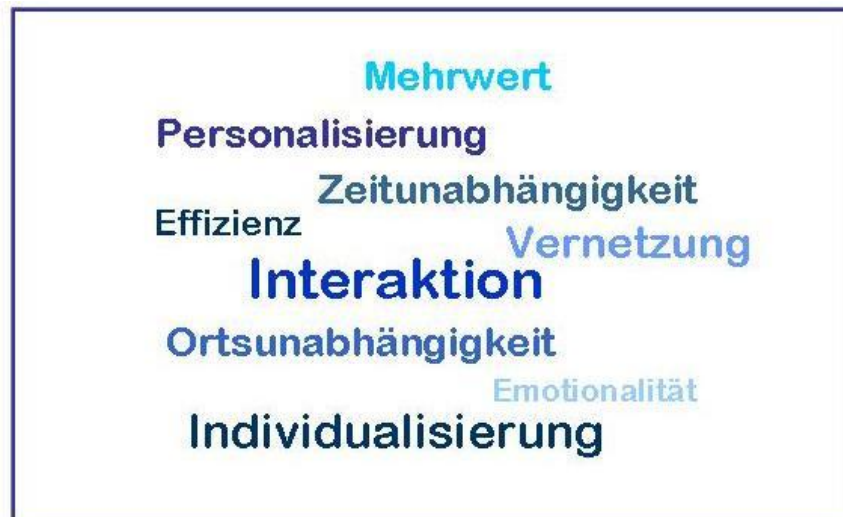 Mehrwert
Personalisierung
Zeitunabhängigkeit
Effizienz
Vernetzung
Interaktion
Ortsunabhängigkeit
Emotionalität
Individualisierung